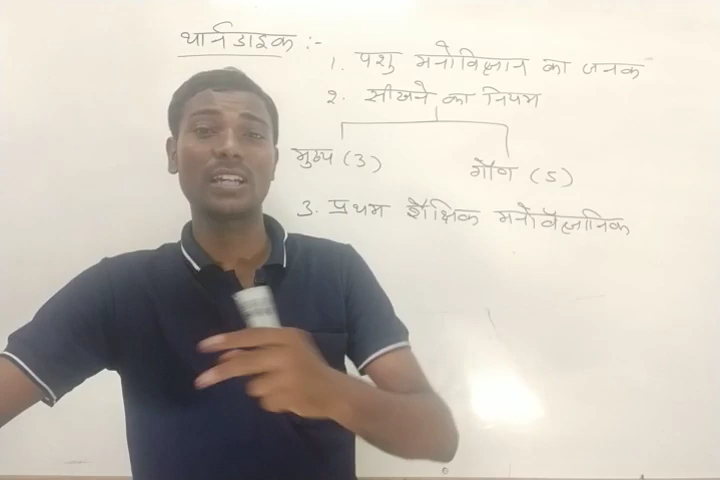 थार्नडाइक :-
1. पशु मनोविज्ञान का जनक
2. सीखने का नियम
मुख्य (3) गौण (5)
3. प्रथम शैक्षिक मनोवैज्ञानिक